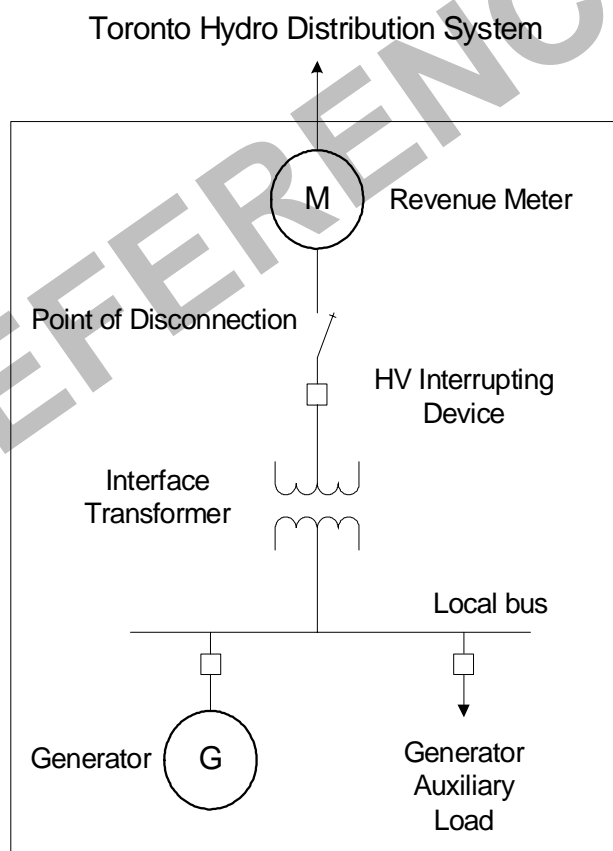 Toronto Hydro Distribution System
M
Revenue Meter
Point of Disconnection
HV Interrupting
Device
Interface
Transformer
Local bus
Generator
G
Generator
Auxiliary
Load